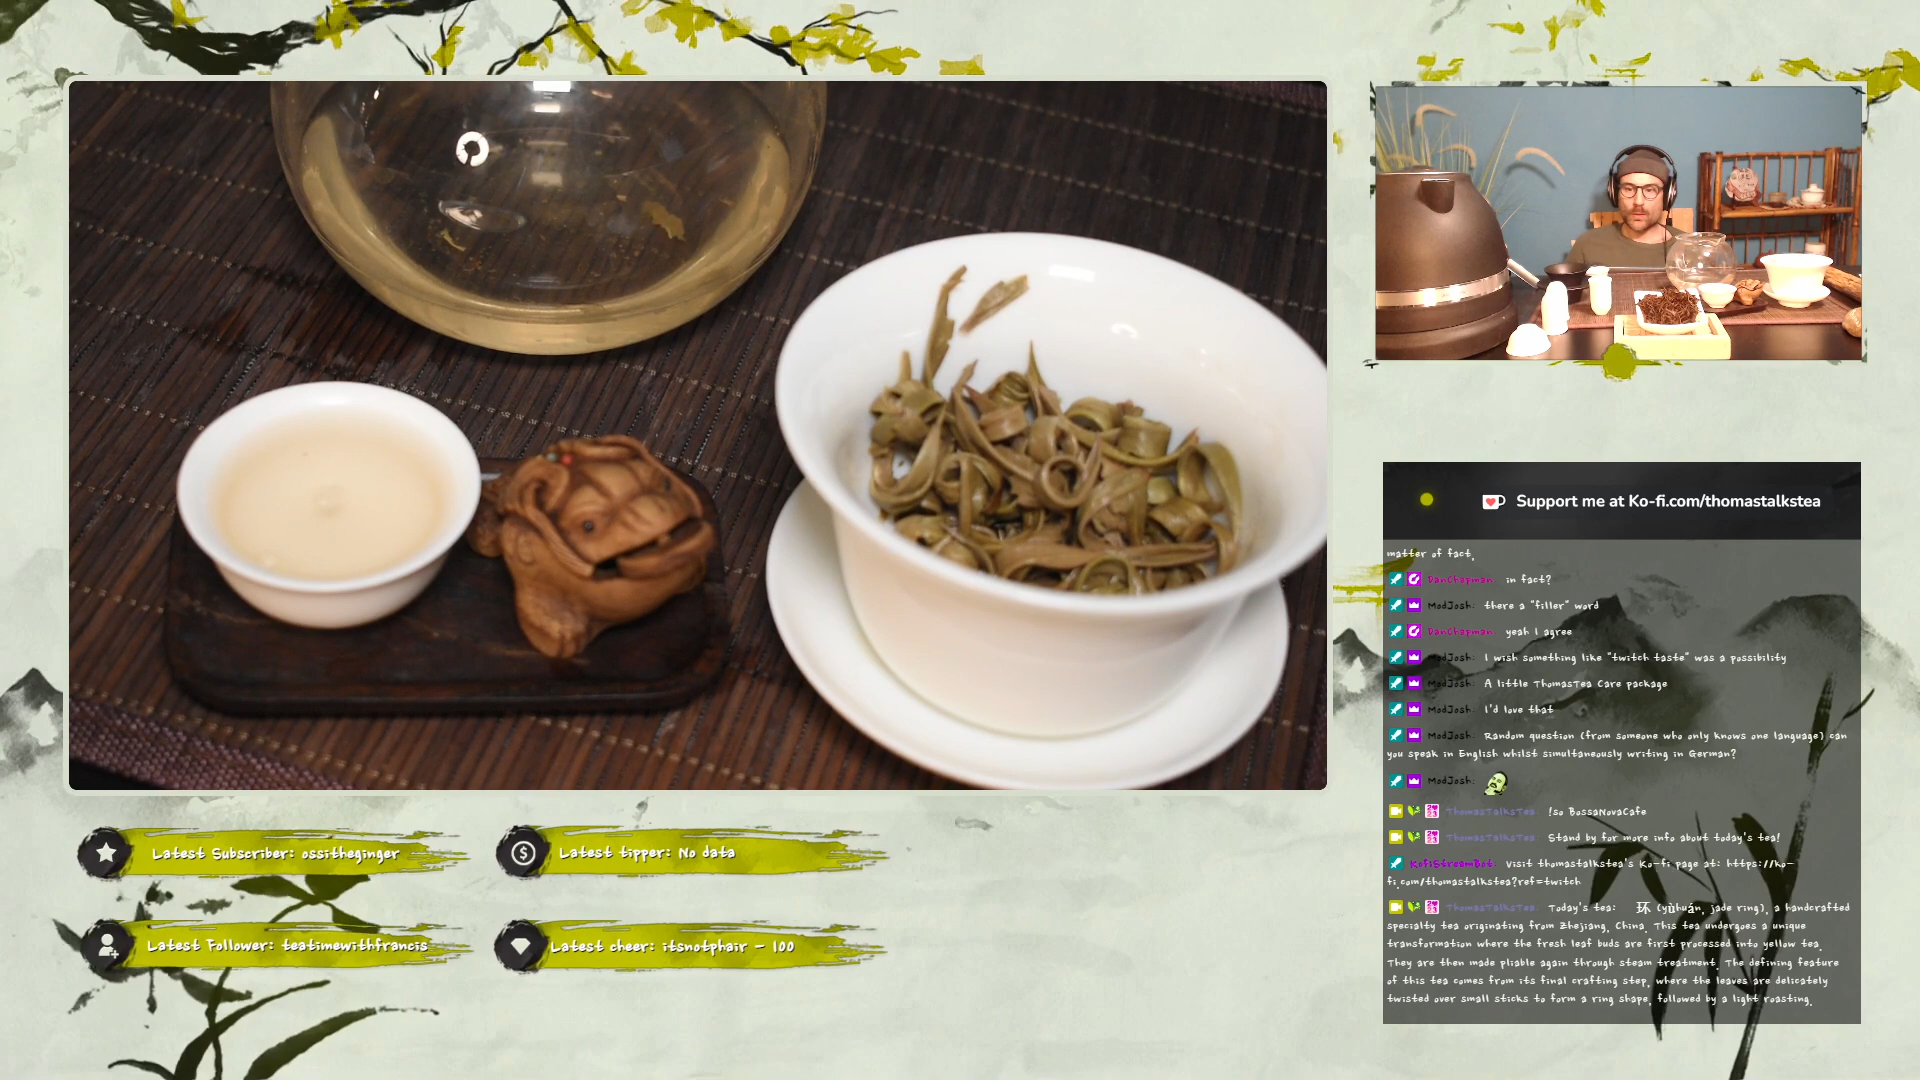 Support me at Ko-fi.com/thomastalkstea
matter of fact.
DanChapman: in fact?
ModJosh: there a "filler" word
DanChapman: yeah I agree
ModJosh: I wish something like "twitch taste" was a possibility
ModJosh: A little ThomasTea Care package
ModJosh: I'd love that
ModJosh: Random question (from someone who only knows one language) can
you speak in English whilst simultaneously writing in German?
ModJosh:
ThomasTalksTea: !so BossaNovaCafe
ThomasTalksTea: Stand by for more info about today's tea!
KofiStreamBot: Visit thomastalkstea's Ko-fi page at: https://ko-
fi.com/thomastalkstea?ref=twitch
ThomasTalksTea: Today's tea: 环 (yùhuán, jade ring), a handcrafted
specialty tea originating from Zhejiang, China. This tea undergoes a unique
transformation where the fresh leaf buds are first processed into yellow tea.
They are then made pliable again through steam treatment. The defining feature
of this tea comes from its final crafting step, where the leaves are delicately
twisted over small sticks to form a ring shape, followed by a light roasting.
Latest Subscriber: ossitheginger
Latest tipper: No data
Latest Follower: teatimewithfrancis
Latest cheer: itsnotphair - 100